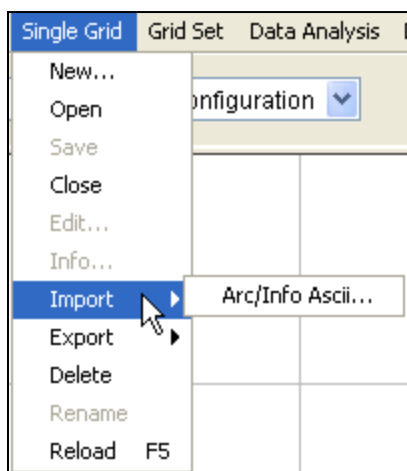 Single Grid Grid Set Data Analysis
New...
Open
onfiguration
Save
Close
Edit...
Info...
Import Arc/Info Ascii...
Export
Delete
Rename
Reload F5